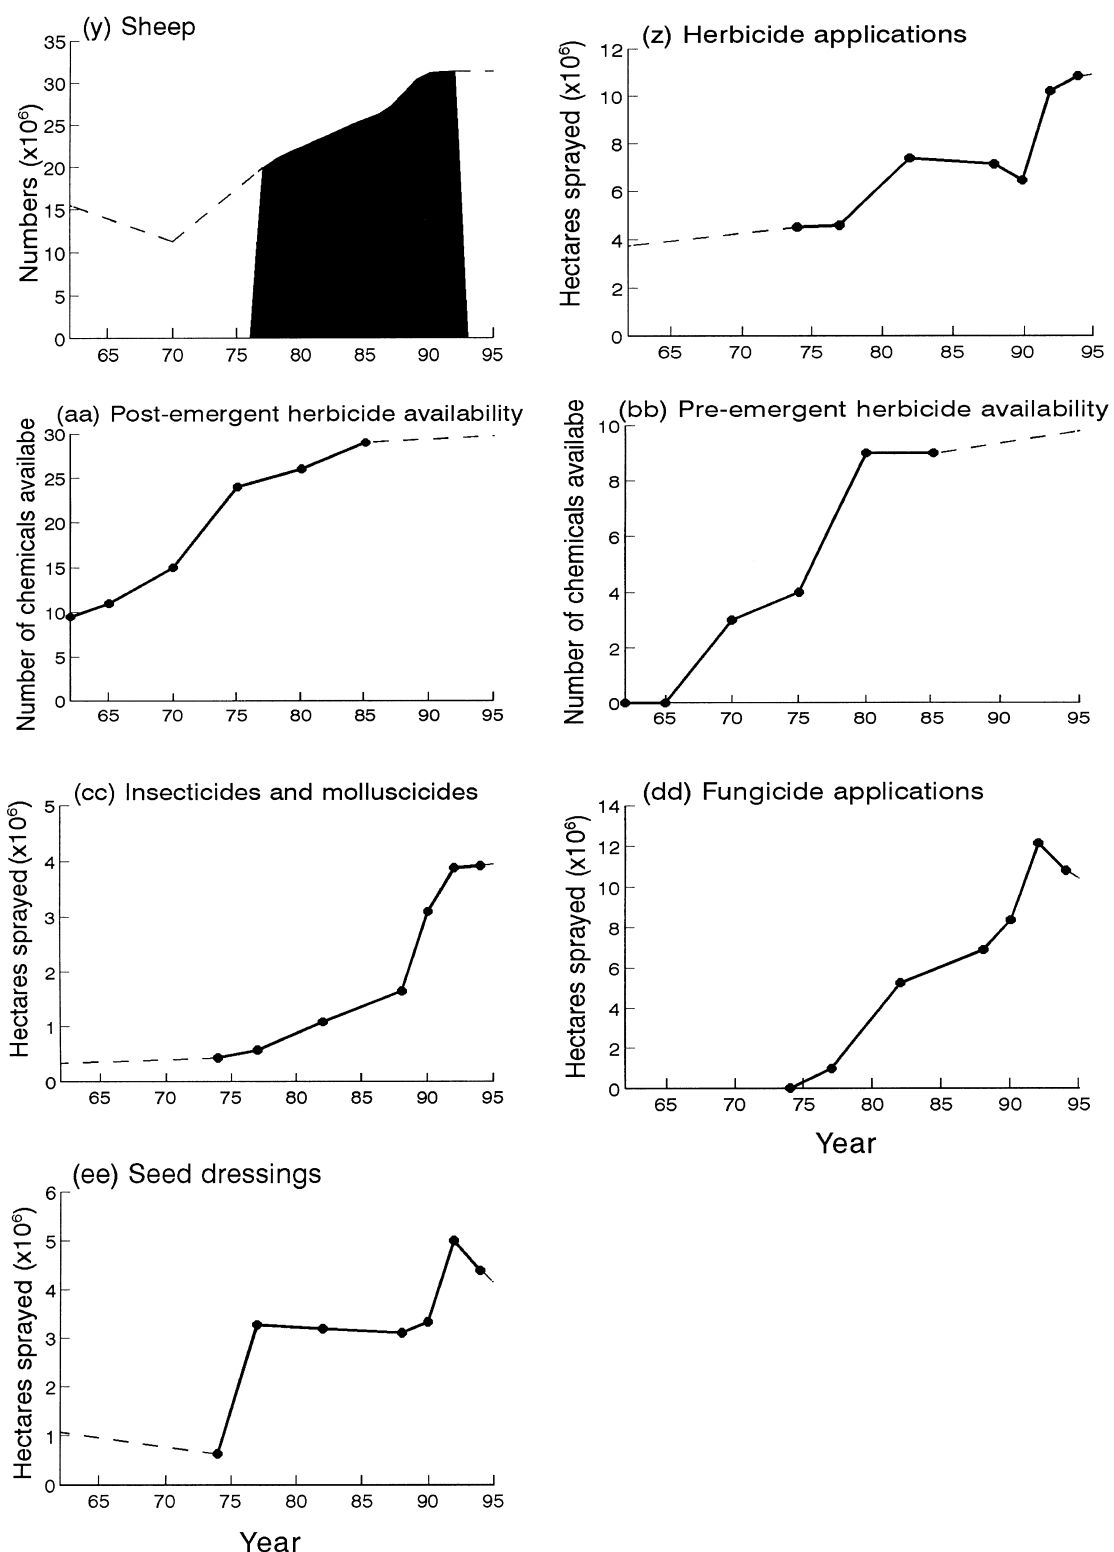 (y) Sheep
Numbers (x10⁶)
35
30
25
20
15
10
5
0
65 70 75 80 85 90 95
(z) Herbicide applications
Hectares sprayed (x10⁶)
12
10
8
6
4
2
0
65 70 75 80 85 90 95
(aa) Post-emergent herbicide availability
Number of chemicals availabe
30
25
20
15
10
5
0
65 70 75 80 85 90 95
(bb) Pre-emergent herbicide availability
Number of chemicals availabe
10
8
6
4
2
0
65 70 75 80 85 90 95
(cc) Insecticides and molluscicides
Hectares sprayed (x10⁶)
5
4
3
2
1
0
65 70 75 80 85 90 95
(dd) Fungicide applications
Hectares sprayed (x10⁶)
14
12
10
8
6
4
2
0
65 70 75 80 85 90 95
Year
(ee) Seed dressings
Hectares sprayed (x10⁶)
6
5
4
3
2
1
0
65 70 75 80 85 90 95
Year